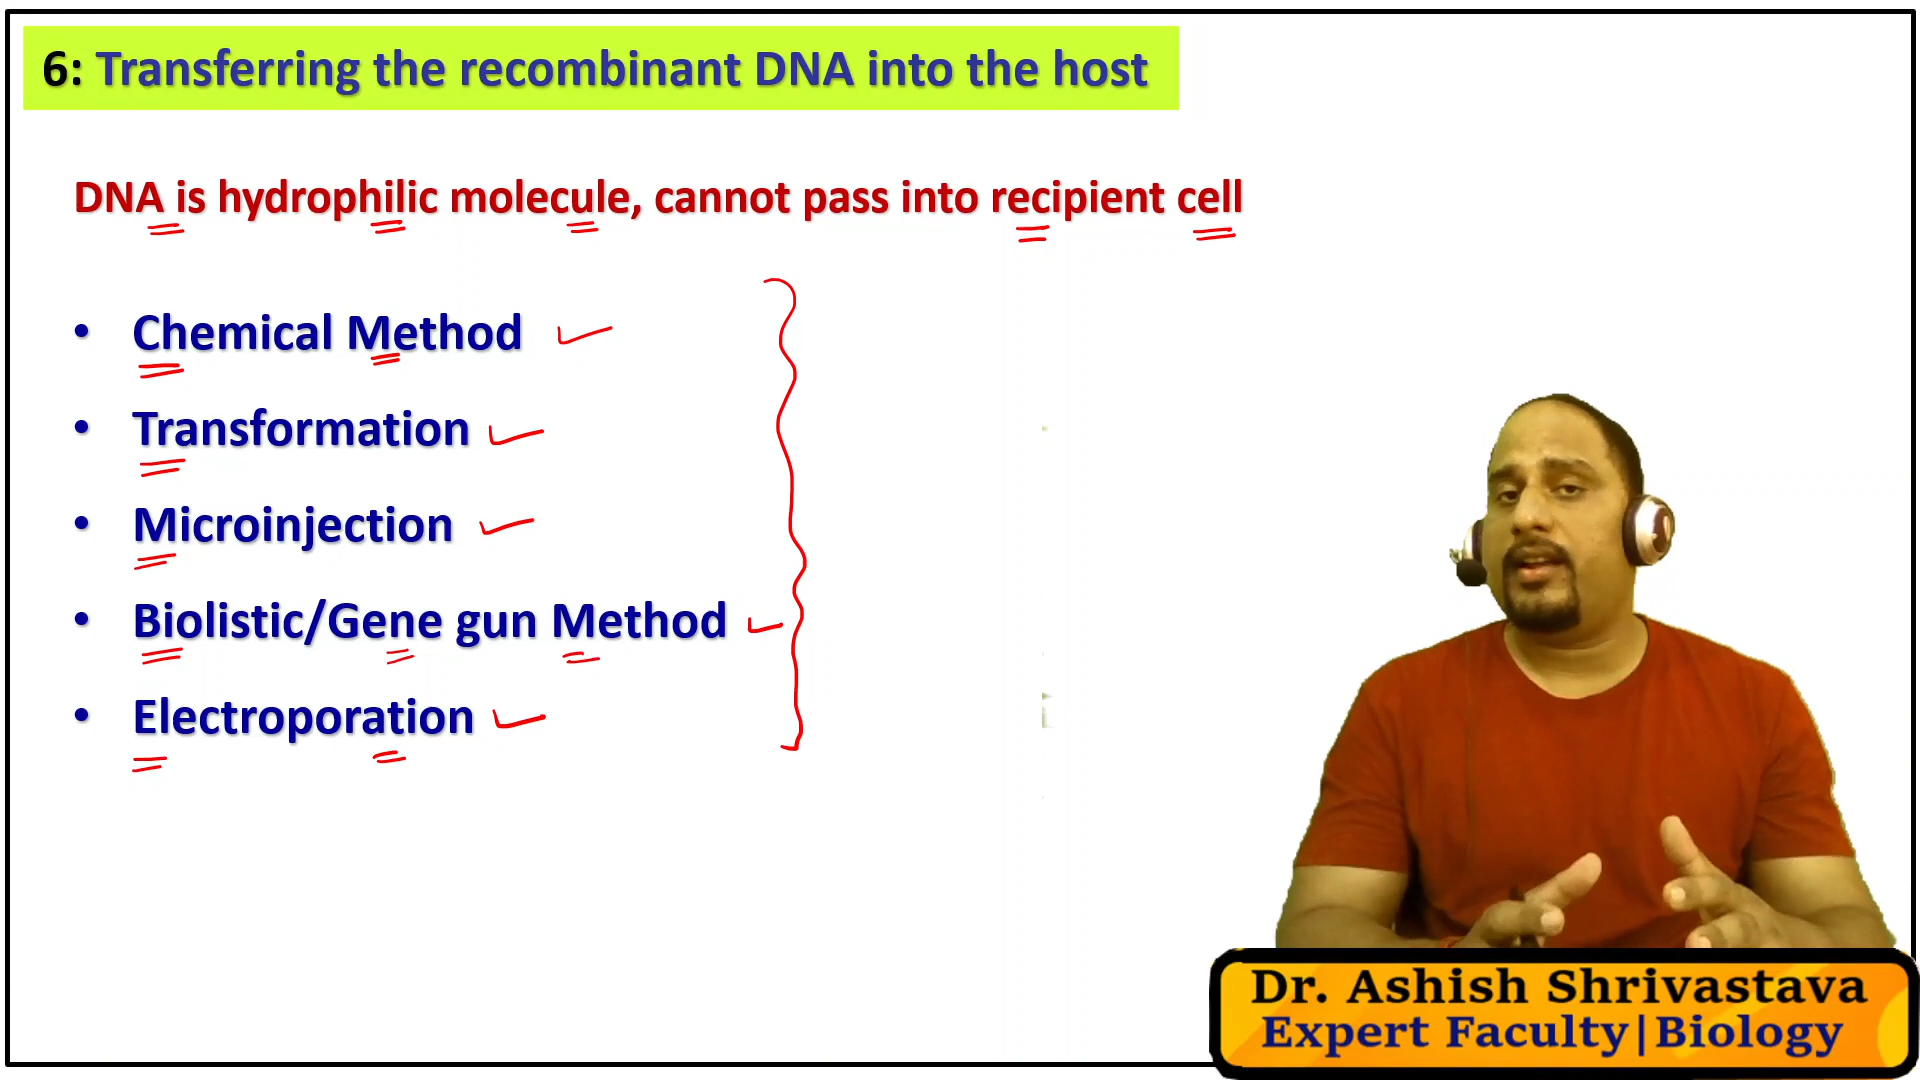 6: Transferring the recombinant DNA into the host
DNA is hydrophilic molecule, cannot pass into recipient cell
• Chemical Method
• Transformation
• Microinjection
• Biolistic/Gene gun Method
• Electroporation
Dr. Ashish Shrivastava
Expert Faculty|Biology